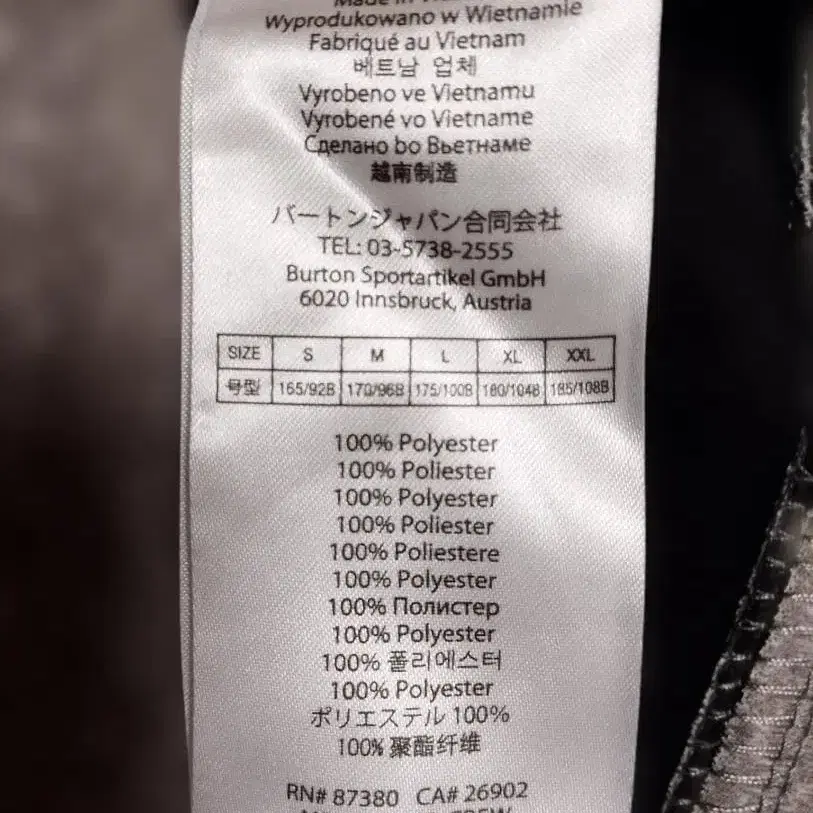 Made in
Wyprodukowano w Wietnamie
Fabriqué au Vietnam
베트남 업체
Vyrobeno ve Vietnamu
Vyrobené vo Vietname
Сделано bo Вьетнаме
越南制造
バートンジャパン合同会社
TEL: 03-5738-2555
Burton Sportartikel GmbH
6020 Innsbruck, Austria
SIZE S M L XL XXL
号型 165/92B 170/96B 175/100B 180/104B 185/108B
100% Polyester
100% Poliester
100% Polyester
100% Poliester
100% Poliestere
100% Polyester
100% Полистер
100% Polyester
100% 폴리에스터
100% Polyester
ポリエステル 100%
100% 聚酯纤维
RN# 87380 CA# 26902